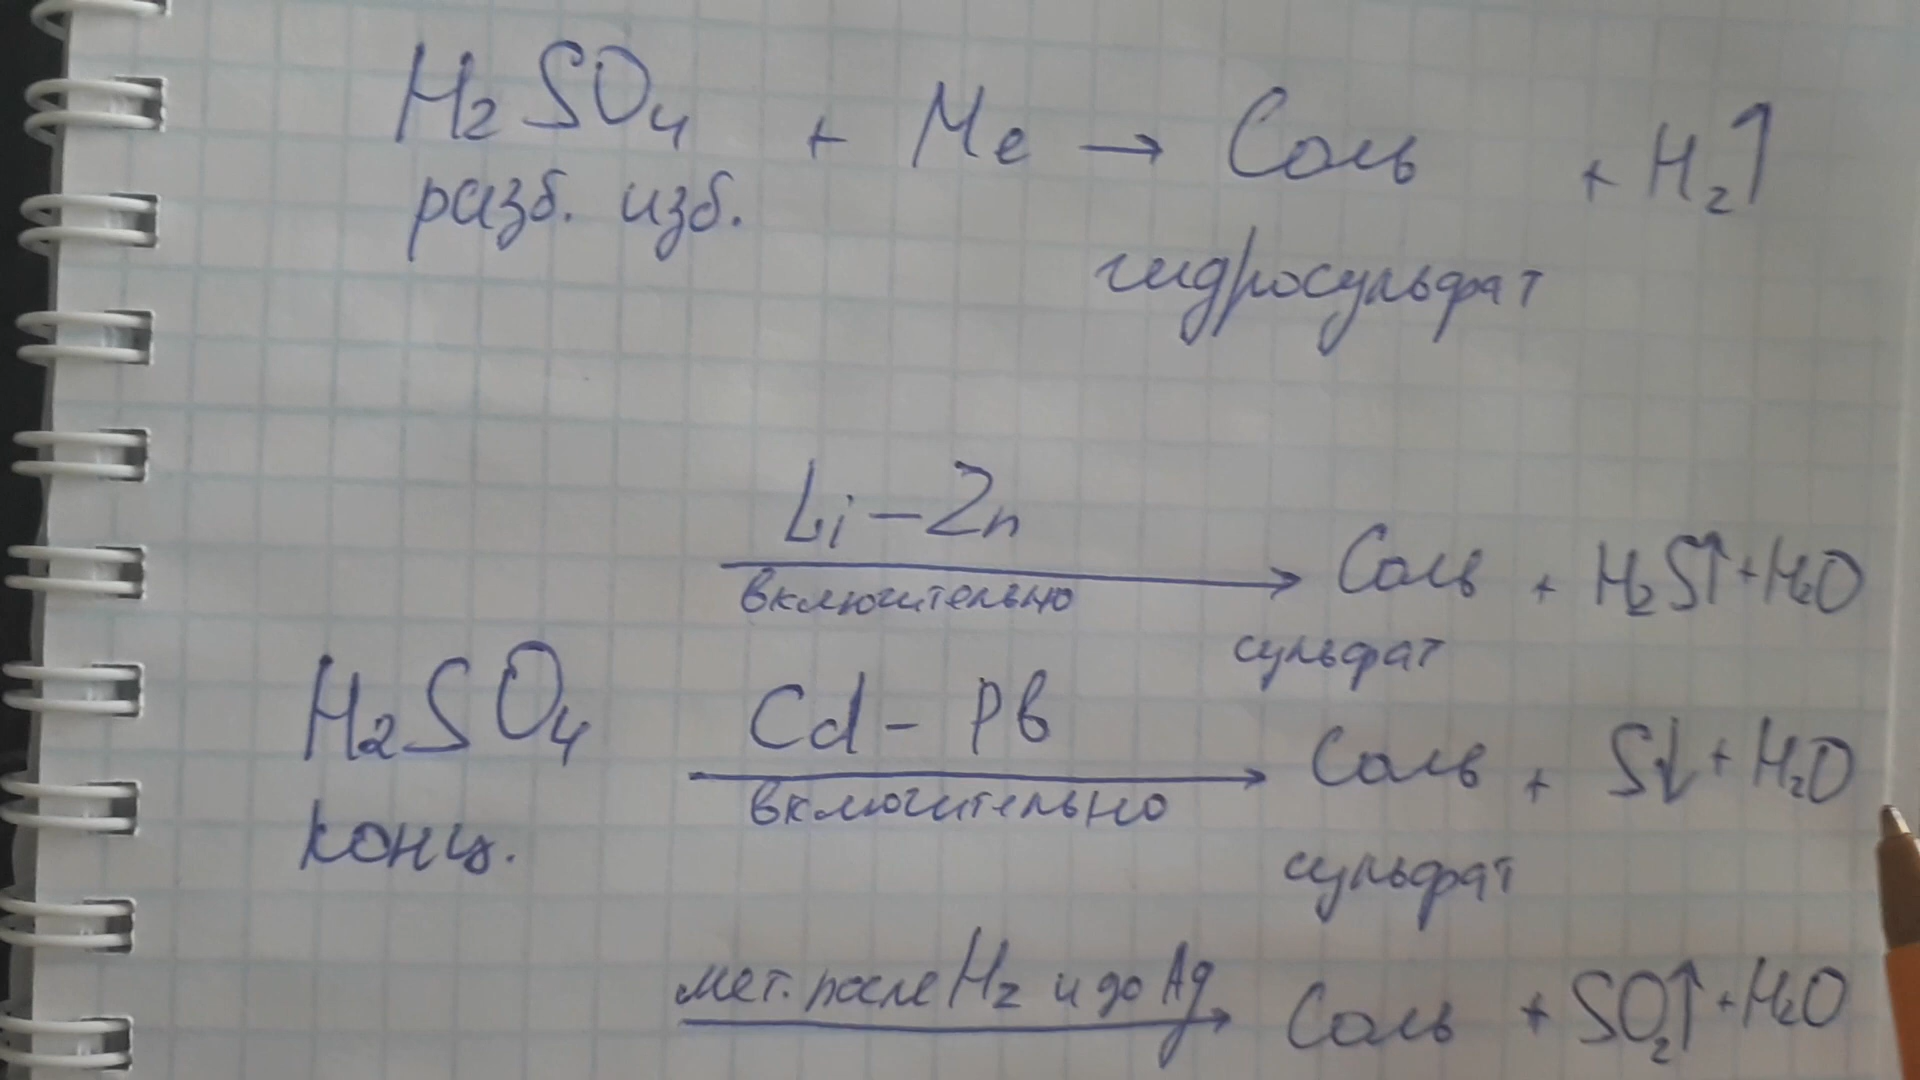 H₂SO₄ + Me → Соль + H₂↑
разб. изб.
гидросульфат
Li – Zn
включительно
→ Соль + H₂S↑ + H₂O
сульфат
H₂SO₄
конц.
Cd – Pb
включительно
→ Соль + S↓ + H₂O
сульфат
мет. после H₂ и до Ag
→ Соль + SO₂↑ + H₂O